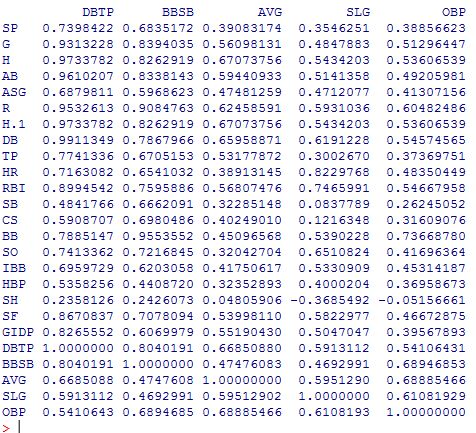 DBTP BBSB AVG SLG OBP
SP 0.7398422 0.6835172 0.39083174 0.3546251 0.38856623
G 0.9313228 0.8394035 0.56098131 0.4847883 0.51296447
H 0.9733782 0.8262919 0.67073756 0.5434203 0.53606539
AB 0.9610207 0.8338143 0.59440933 0.5141358 0.49205981
ASG 0.6879811 0.5968623 0.47481259 0.4712077 0.41307156
R 0.9532613 0.9084763 0.62458591 0.5931036 0.60482486
H.1 0.9733782 0.8262919 0.67073756 0.5434203 0.53606539
DB 0.9911349 0.7867966 0.65958871 0.6191228 0.54574565
TP 0.7741336 0.6705153 0.53177872 0.3002670 0.37369751
HR 0.7163082 0.6541032 0.38913145 0.8229768 0.48350449
RBI 0.8994542 0.7595886 0.56807476 0.7465991 0.54667958
SB 0.4841766 0.6662091 0.32285148 0.0837789 0.26245052
CS 0.5908707 0.6980486 0.40249010 0.1216348 0.31609076
BB 0.7885147 0.9553552 0.45096568 0.5390228 0.73668780
SO 0.7413362 0.7216845 0.32042704 0.6510824 0.41696364
IBB 0.6959729 0.6203058 0.41750617 0.5330909 0.45314187
HBP 0.5358256 0.4408720 0.32352893 0.4000204 0.36958673
SH 0.2358126 0.2426073 0.04805906 -0.3685492 -0.05156661
SF 0.8670837 0.7078094 0.53998110 0.5822977 0.46672875
GIDP 0.8265552 0.6069979 0.55190430 0.5047047 0.39567893
DBTP 1.0000000 0.8040191 0.66850880 0.5913112 0.54106431
BBSB 0.8040191 1.0000000 0.47476083 0.4692991 0.68946853
AVG 0.6685088 0.4747608 1.00000000 0.5951290 0.68885466
SLG 0.5913112 0.4692991 0.59512902 1.0000000 0.61081929
OBP 0.5410643 0.6894685 0.68885466 0.6108193 1.00000000
>